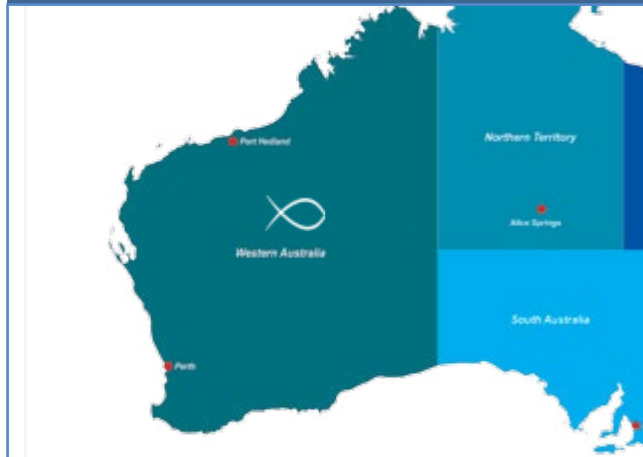 Port Hedland
Northern Territory
Alice Springs
Western Australia
South Australia
Perth